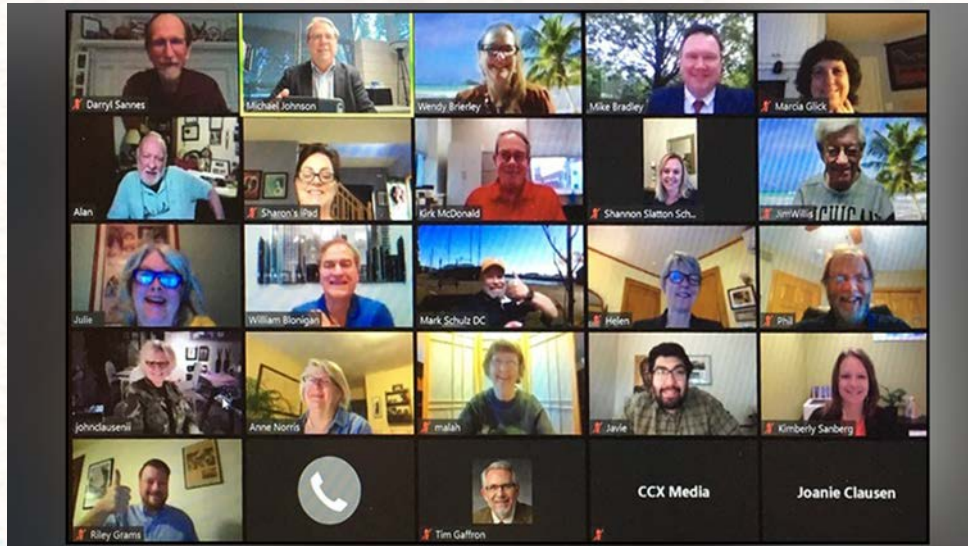 Darryl Sannes
Michael Johnson
Wendy Brierley
Mike Bradley
Marcia Glick
Alan
Sharon's iPad
Kirk McDonald
Shannon Slatton Sch...
JimWillis
MICHIGAN
Julie
William Blonigan
Mark Schulz DC
Helen
Phil
johnclausenii
Anne Norris
malah
Javie
Kimberly Sanberg
Riley Grams
Tim Gaffron
CCX Media
Joanie Clausen